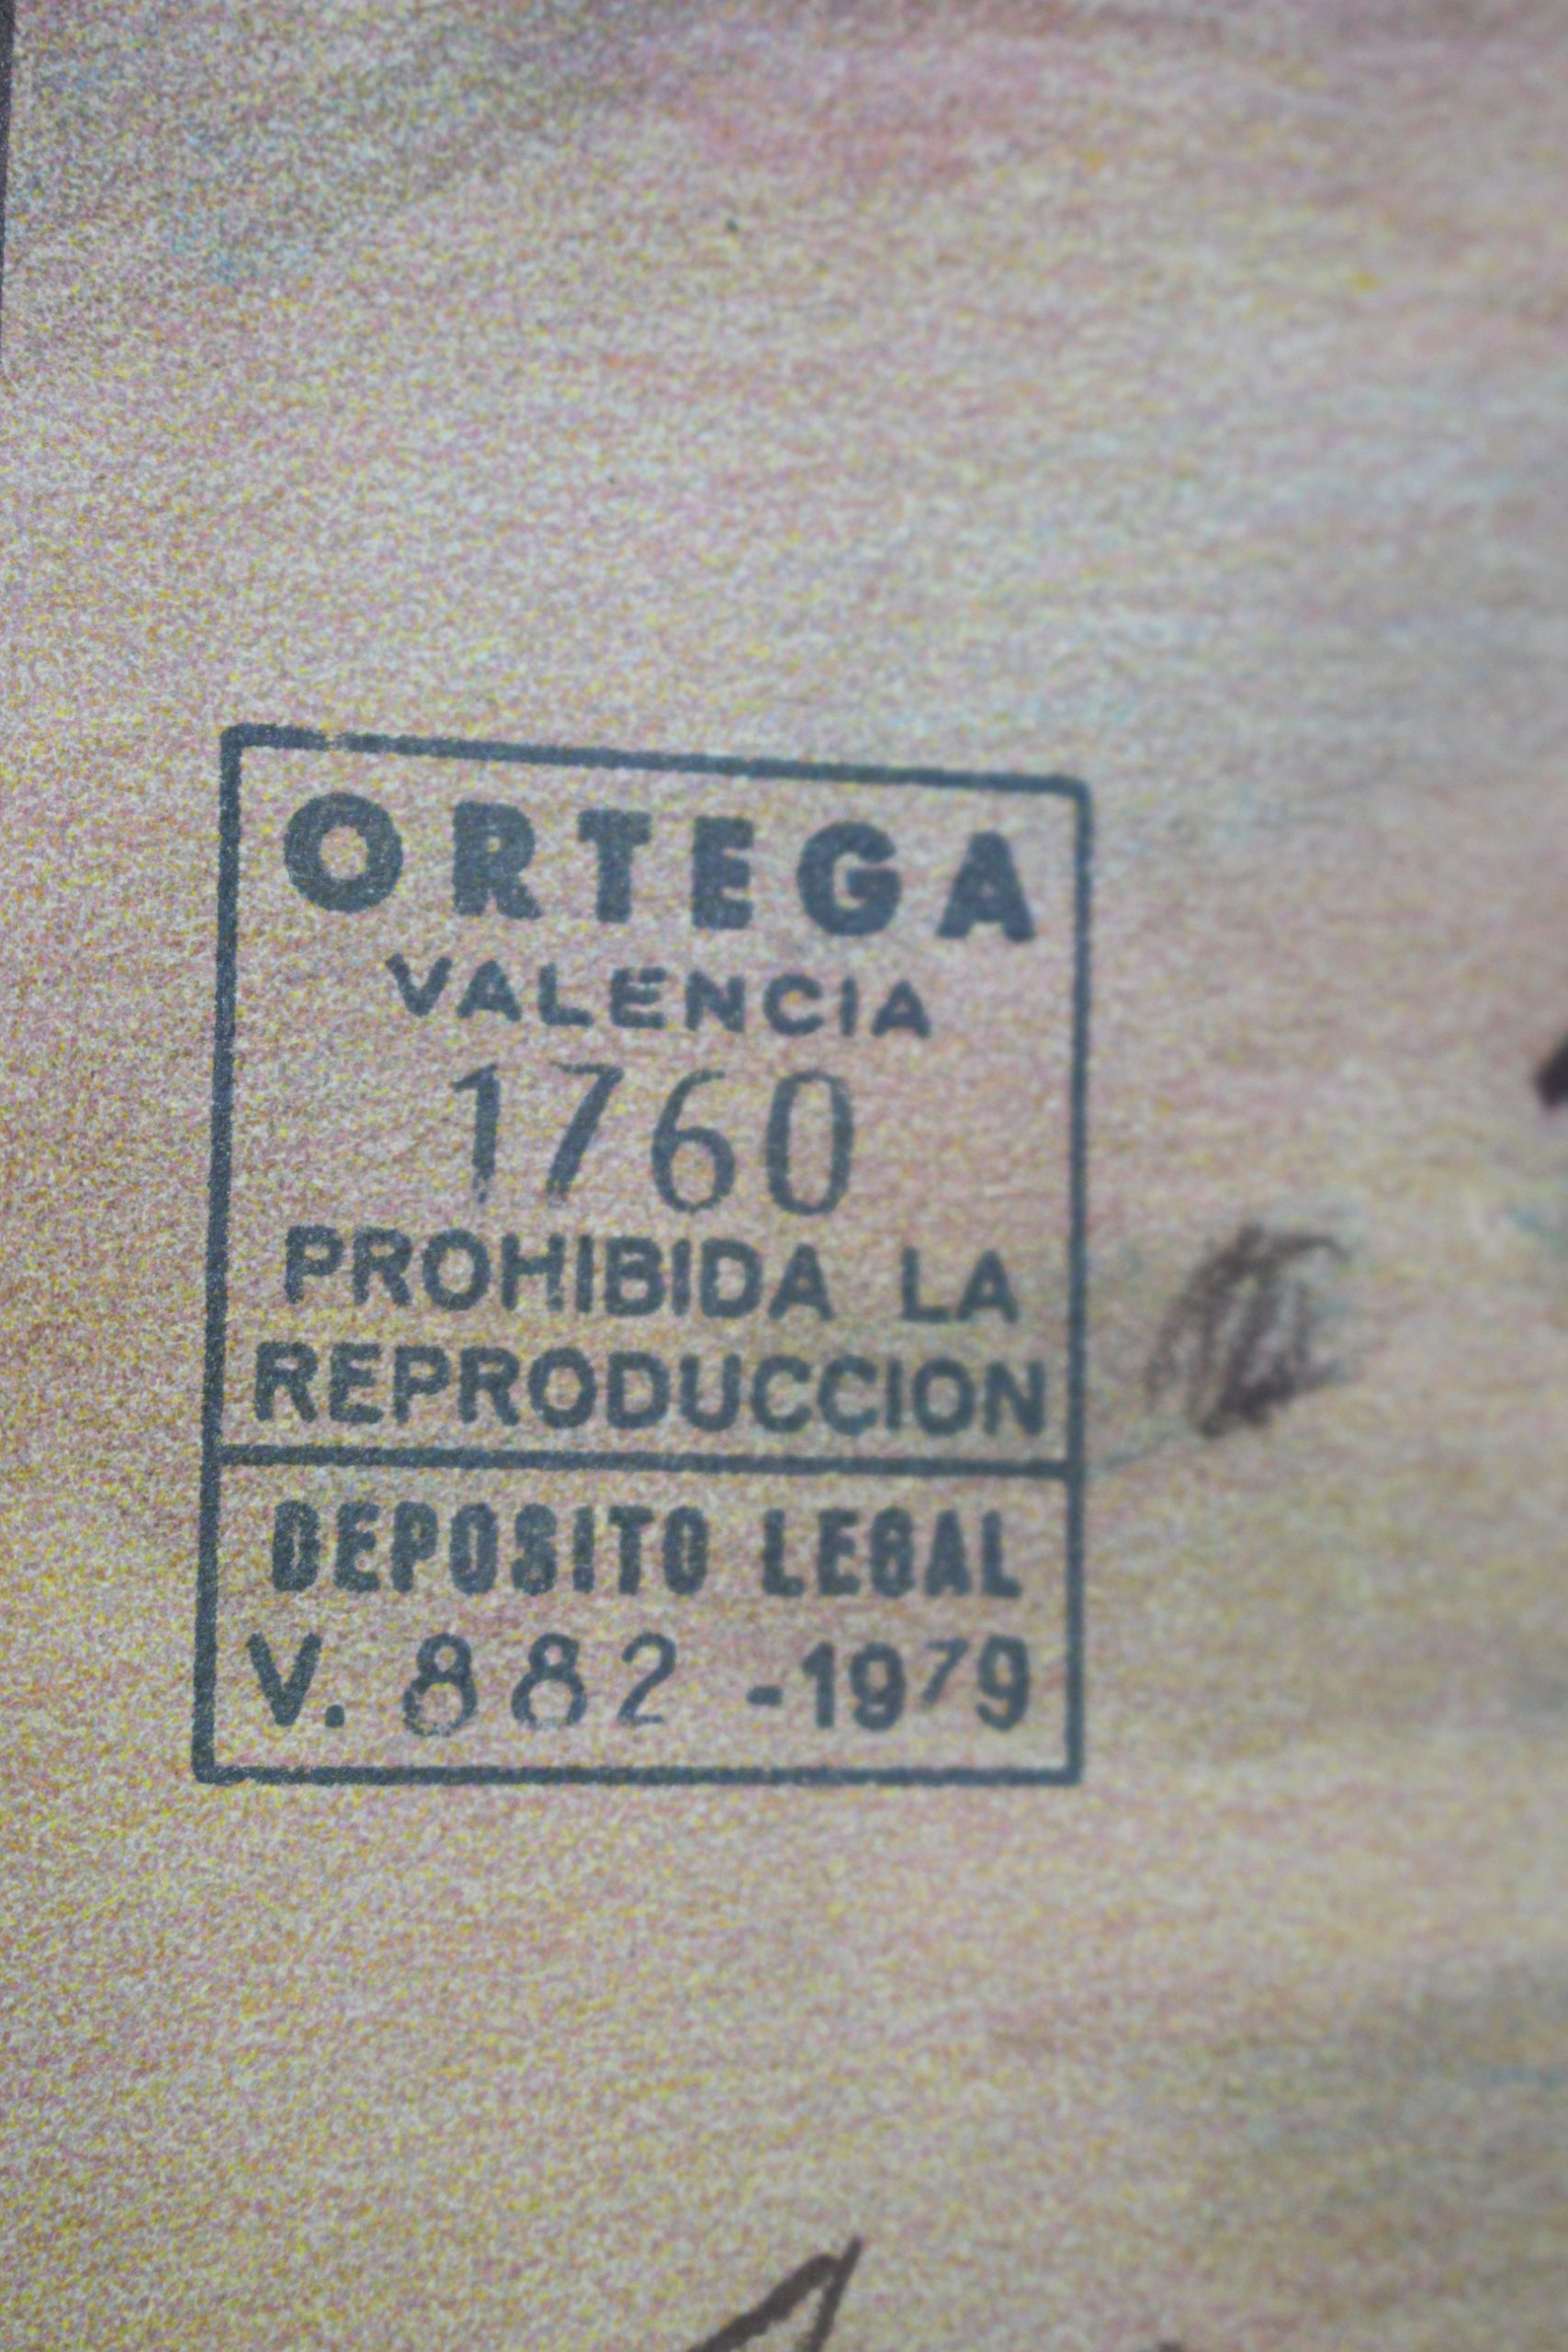 ORTEGA
VALENCIA
1760
PROHIBIDA LA
REPRODUCCION
DEPOSITO LEGAL
V. 882 -1979